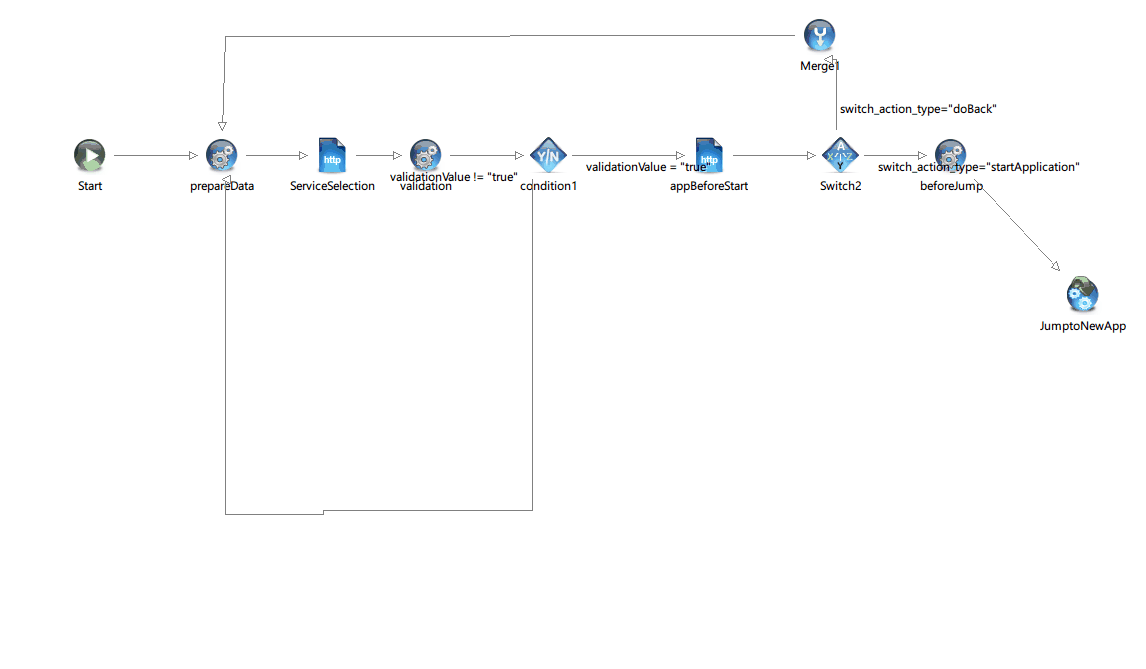 Merge1
switch_action_type="doBack"
http
Y/N
http
A
X/T/Z
Y
validationValue != "true"
validationValue = "true"
switch_action_type="startApplication"
Start
prepareData
ServiceSelection
validation
condition1
appBeforeStart
Switch2
beforeJump
JumptoNewApp